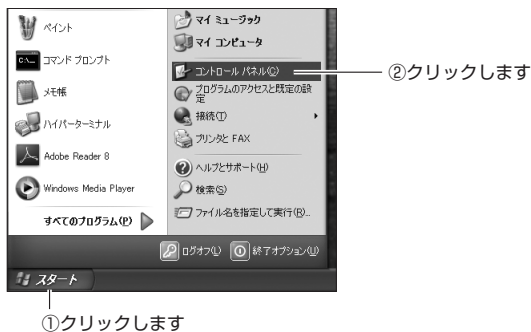 ペイント
コマンド プロンプト
メモ帳
ハイパーターミナル
Adobe Reader 8
Windows Media Player
すべてのプログラム(P)
マイ ミュージック
マイ コンピュータ
コントロール パネル(C)
プログラムのアクセスと既定の設
定
接続(T)
プリンタと FAX
ヘルプとサポート(H)
検索(S)
ファイル名を指定して実行(R)...
ログオフ(L)
終了オプション(U)
スタート
②クリックします
①クリックします